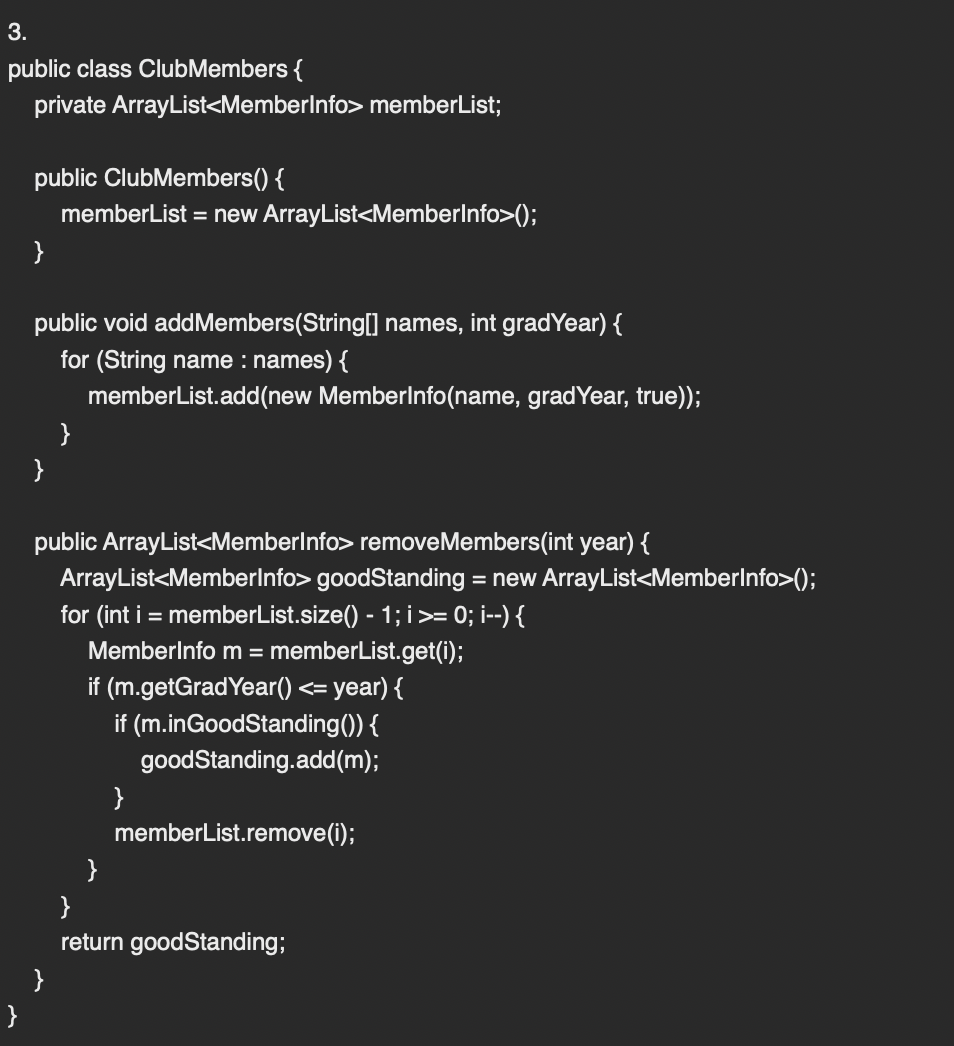 3.
public class ClubMembers {
private ArrayList<MemberInfo> memberList;
public ClubMembers() {
memberList = new ArrayList<MemberInfo>();
}
public void addMembers(String[] names, int gradYear) {
for (String name : names) {
memberList.add(new MemberInfo(name, gradYear, true));
}
}
public ArrayList<MemberInfo> removeMembers(int year) {
ArrayList<MemberInfo> goodStanding = new ArrayList<MemberInfo>();
for (int i = memberList.size() - 1; i >= 0; i--) {
MemberInfo m = memberList.get(i);
if (m.getGradYear() <= year) {
if (m.inGoodStanding()) {
goodStanding.add(m);
}
memberList.remove(i);
}
}
return goodStanding;
}
}